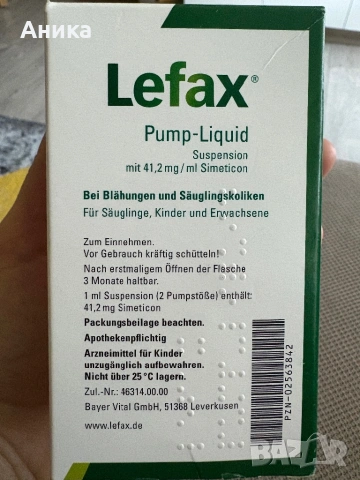 Аника
Lefax®
Pump-Liquid
Suspension
mit 41,2 mg/ml Simeticon
Bei Blähungen und Säuglingskoliken
Für Säuglinge, Kinder und Erwachsene
Zum Einnehmen.
Vor Gebrauch kräftig schütteln!
Nach erstmaligem Öffnen der Flasche
3 Monate haltbar.
1 ml Suspension (2 Pumpstöße) enthält:
41,2 mg Simeticon
Packungsbeilage beachten.
Apothekenpflichtig
Arzneimittel für Kinder
unzugänglich aufbewahren.
Nicht über 25 °C lagern.
Zul.-Nr.: 46314.00.00
Bayer Vital GmbH, 51368 Leverkusen
www.lefax.de
PZN-02563842
BAZAR